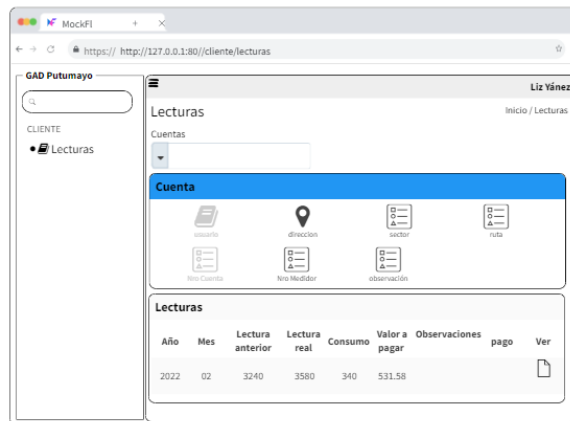 MockFl
https:// http://127.0.0.1:80//cliente/lecturas
GAD Putumayo
Liz Yánez
CLIENTE
Lecturas
Lecturas
Inicio / Lecturas
Cuentas
Cuenta
usuario direccion sector ruta
Nro Cuenta Nro Medidor observación
Lecturas
Año Mes Lectura anterior Lectura real Consumo Valor a pagar Observaciones pago Ver
2022 02 3240 3580 340 531.58